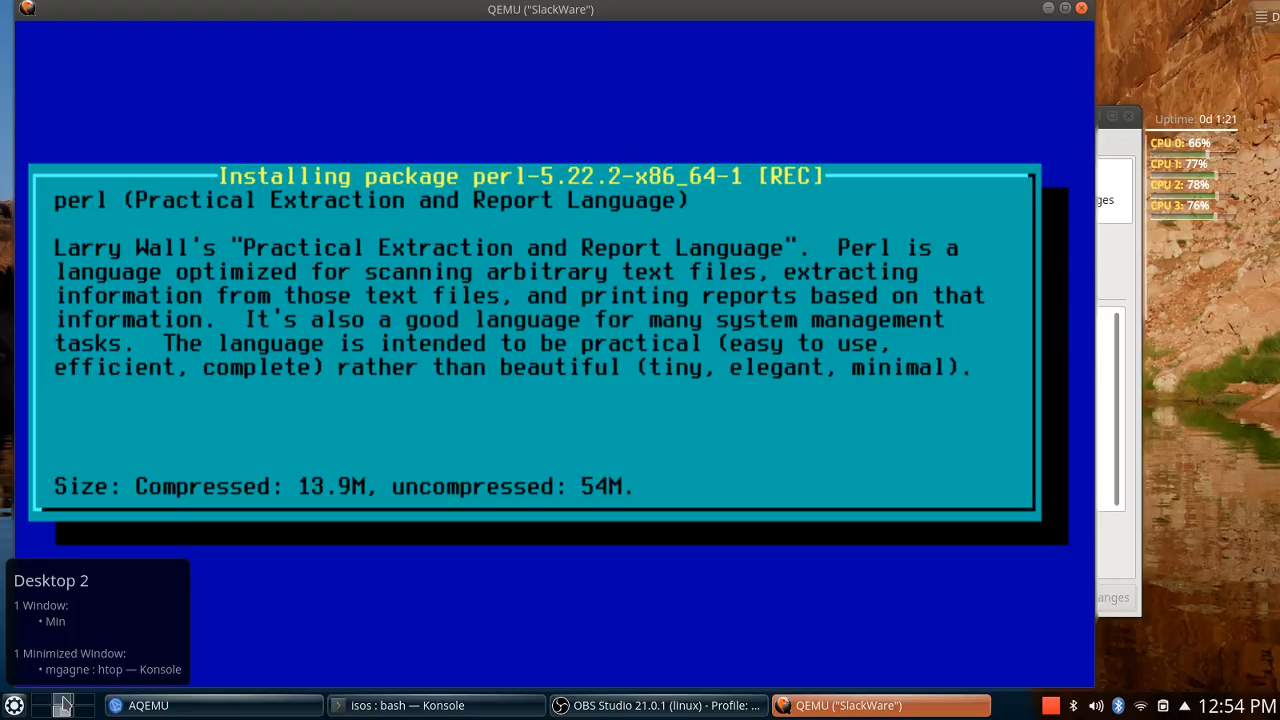 QEMU ("SlackWare")
D
Uptime: 0d 1:21
CPU 0: 66%
CPU 1: 77%
CPU 2: 78%
CPU 3: 76%
Installing package perl-5.22.2-x86_64-1 [REC]
perl (Practical Extraction and Report Language)
Larry Wall's "Practical Extraction and Report Language".  Perl is a
language optimized for scanning arbitrary text files, extracting
information from those text files, and printing reports based on that
information.  It's also a good language for many system management
tasks.  The language is intended to be practical (easy to use,
efficient, complete) rather than beautiful (tiny, elegant, minimal).
Size: Compressed: 13.9M, uncompressed: 54M.
ges
anges
Desktop 2
1 Window:
• Min
1 Minimized Window:
• mgagne : htop — Konsole
AQEMU
isos : bash — Konsole
OBS Studio 21.0.1 (linux) - Profile: ...
QEMU ("SlackWare")
12:54 PM